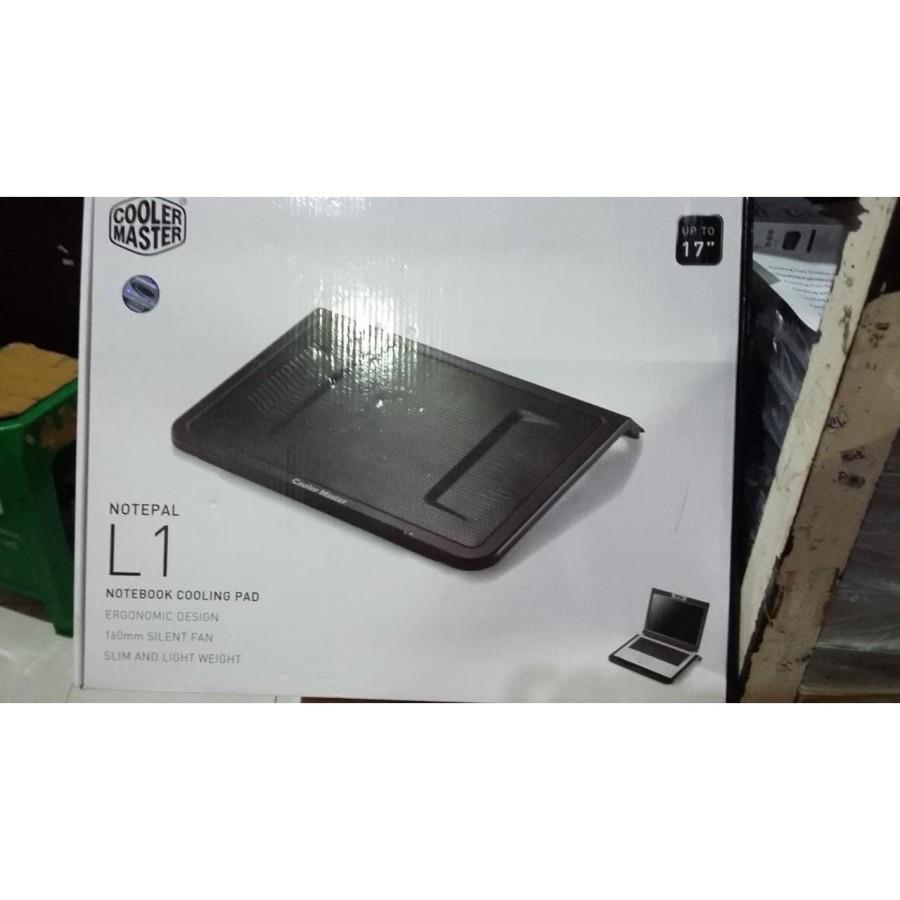 COOLER
MASTER
UP TO
17"
Cooler Master
NOTEPAL
L1
NOTEBOOK COOLING PAD
ERGONOMIC DESIGN
160mm SILENT FAN
SLIM AND LIGHT WEIGHT